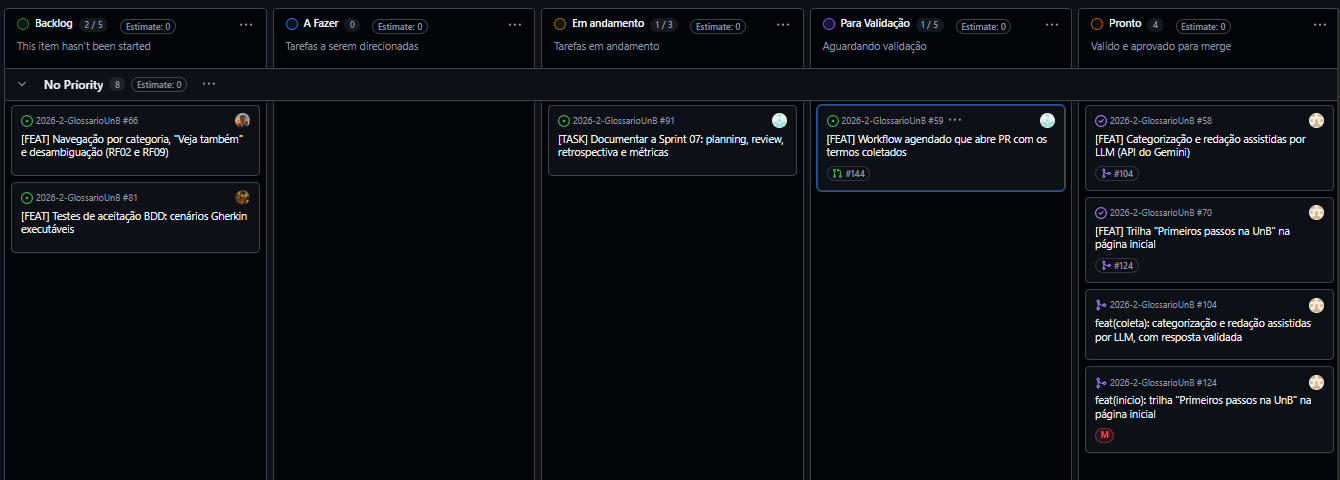 Backlog 2 / 5 Estimate: 0 ...
This item hasn't been started
A Fazer 0 Estimate: 0 ...
Tarefas a serem direcionadas
Em andamento 1 / 3 Estimate: 0 ...
Tarefas em andamento
Para Validação 1 / 5 Estimate: 0 ...
Aguardando validação
Pronto 4 Estimate: 0 ...
Valido e aprovado para merge
No Priority 8 Estimate: 0 ...
2026-2-GlossarioUnB #66
[FEAT] Navegação por categoria, "Veja também"
e desambiguação (RF02 e RF09)
2026-2-GlossarioUnB #81
[FEAT] Testes de aceitação BDD: cenários Gherkin
executáveis
2026-2-GlossarioUnB #91
[TASK] Documentar a Sprint 07: planning, review,
retrospectiva e métricas
2026-2-GlossarioUnB #59 ...
[FEAT] Workflow agendado que abre PR com os
termos coletados
#144
2026-2-GlossarioUnB #58
[FEAT] Categorização e redação assistidas por
LLM (API do Gemini)
#104
2026-2-GlossarioUnB #70
[FEAT] Trilha "Primeiros passos na UnB" na
página inicial
#124
2026-2-GlossarioUnB #104
feat(coleta): categorização e redação assistidas
por LLM, com resposta validada
2026-2-GlossarioUnB #124
feat(inicio): trilha "Primeiros passos na UnB" na
página inicial
M